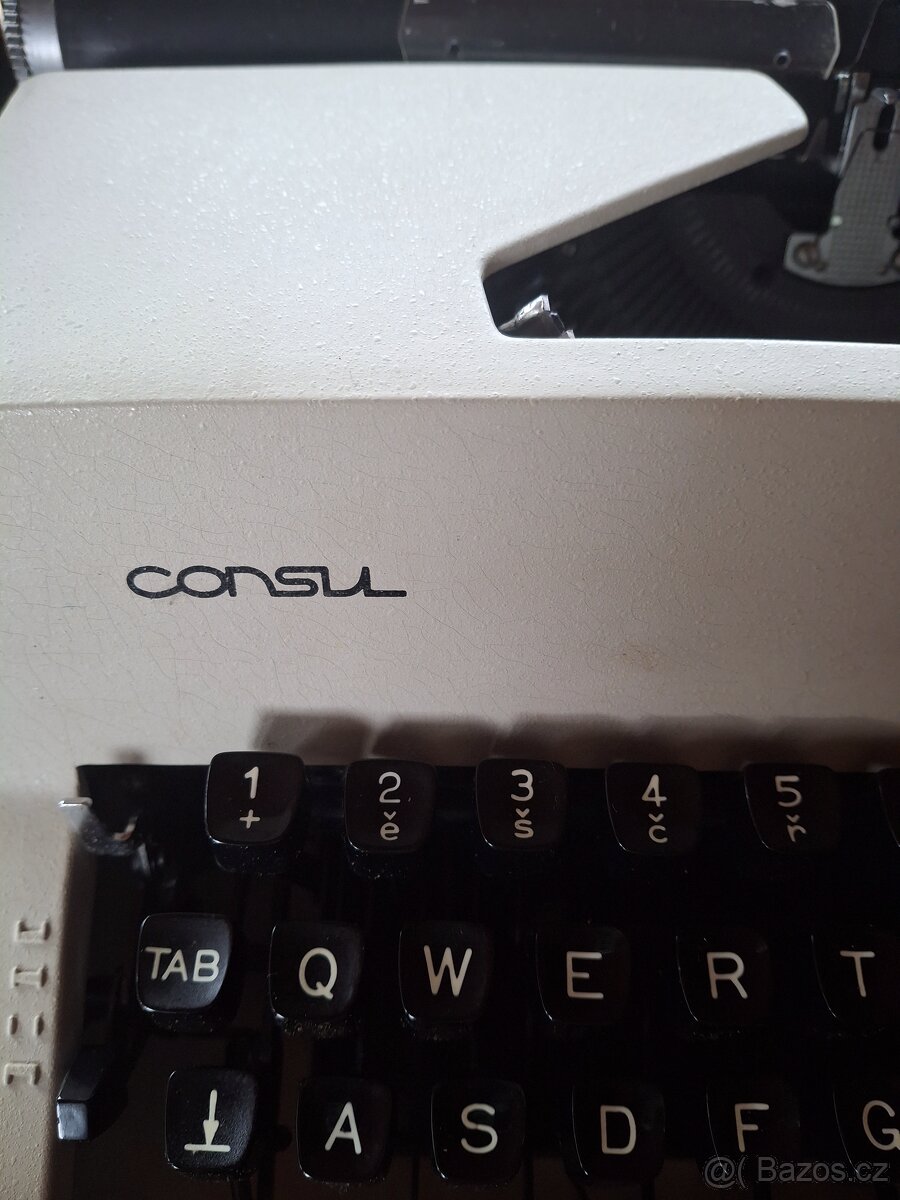 consul
1 2 3 4 5
+ ě š č ř
TAB Q W E R T
A S D F G
@( Bazos.cz